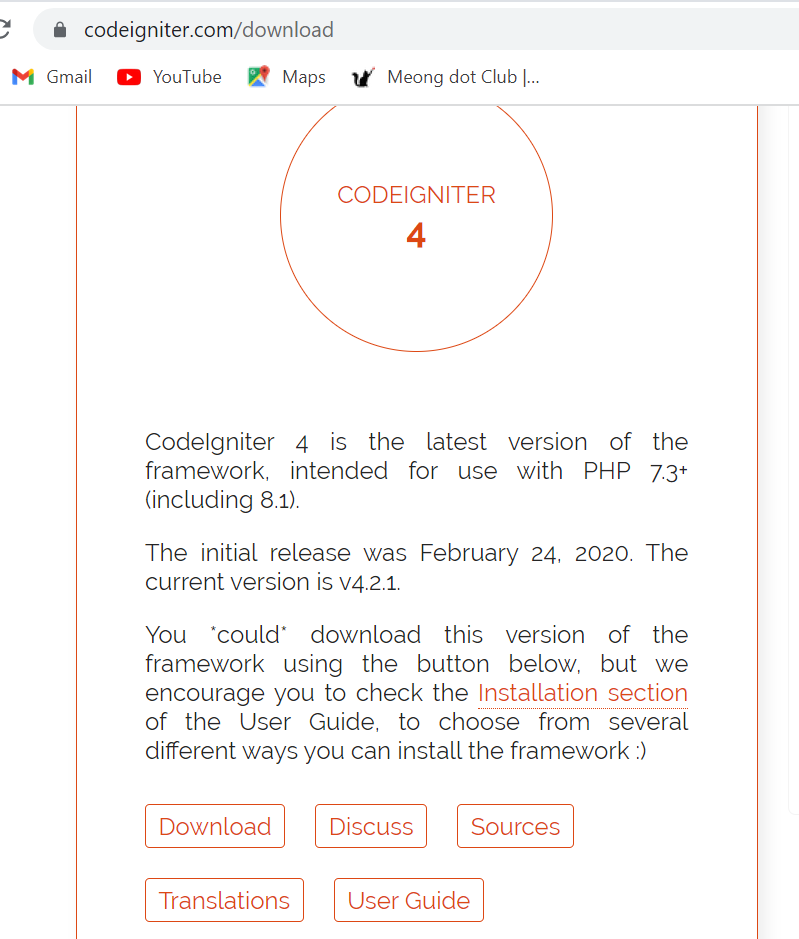 codeigniter.com/download
Gmail YouTube Maps Meong dot Club |...
CODEIGNITER
4
CodeIgniter 4 is the latest version of the
framework, intended for use with PHP 7.3+
(including 8.1).
The initial release was February 24, 2020. The
current version is v4.2.1.
You *could* download this version of the
framework using the button below, but we
encourage you to check the Installation section
of the User Guide, to choose from several
different ways you can install the framework :)
Download Discuss Sources
Translations User Guide